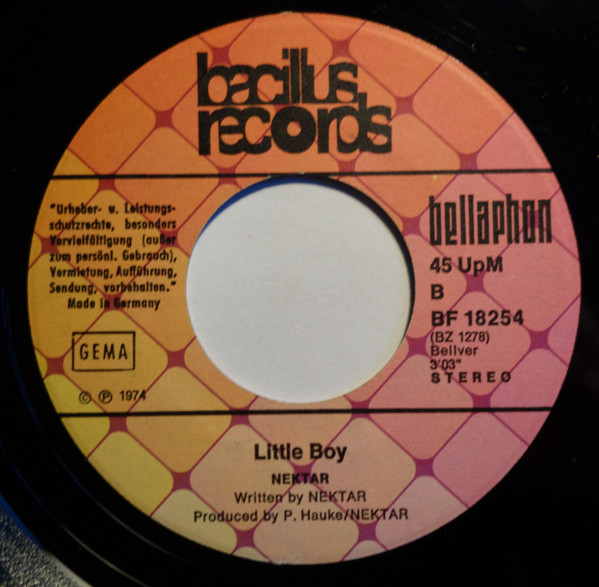 bacillus
records
"Urheber- u. Leistungs-
schutzrechte, besonders
Vervielfältigung (außer
zum persönl. Gebrauch),
Vermietung, Aufführung,
Sendung, vorbehalten."
Made in Germany
GEMA
© ℗ 1974
bellaphon
45 UpM
B
BF 18254
(BZ 1278)
Bellver
3'03"
STEREO
Little Boy
NEKTAR
Written by NEKTAR
Produced by P. Hauke/NEKTAR